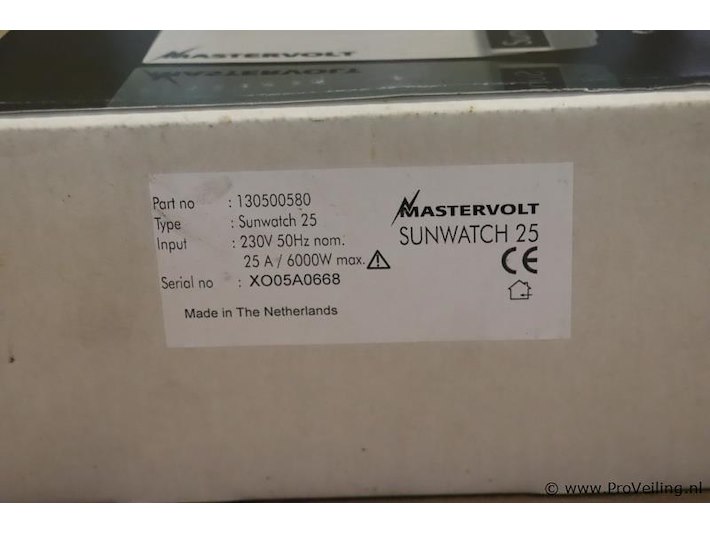 MASTERVOLT
MASTERVOLT
Part no : 130500580
Type : Sunwatch 25
Input : 230V 50Hz nom.
25 A / 6000W max.
Serial no : XO05A0668
Made in The Netherlands
MASTERVOLT
SUNWATCH 25
CE
© www.ProVeiling.nl